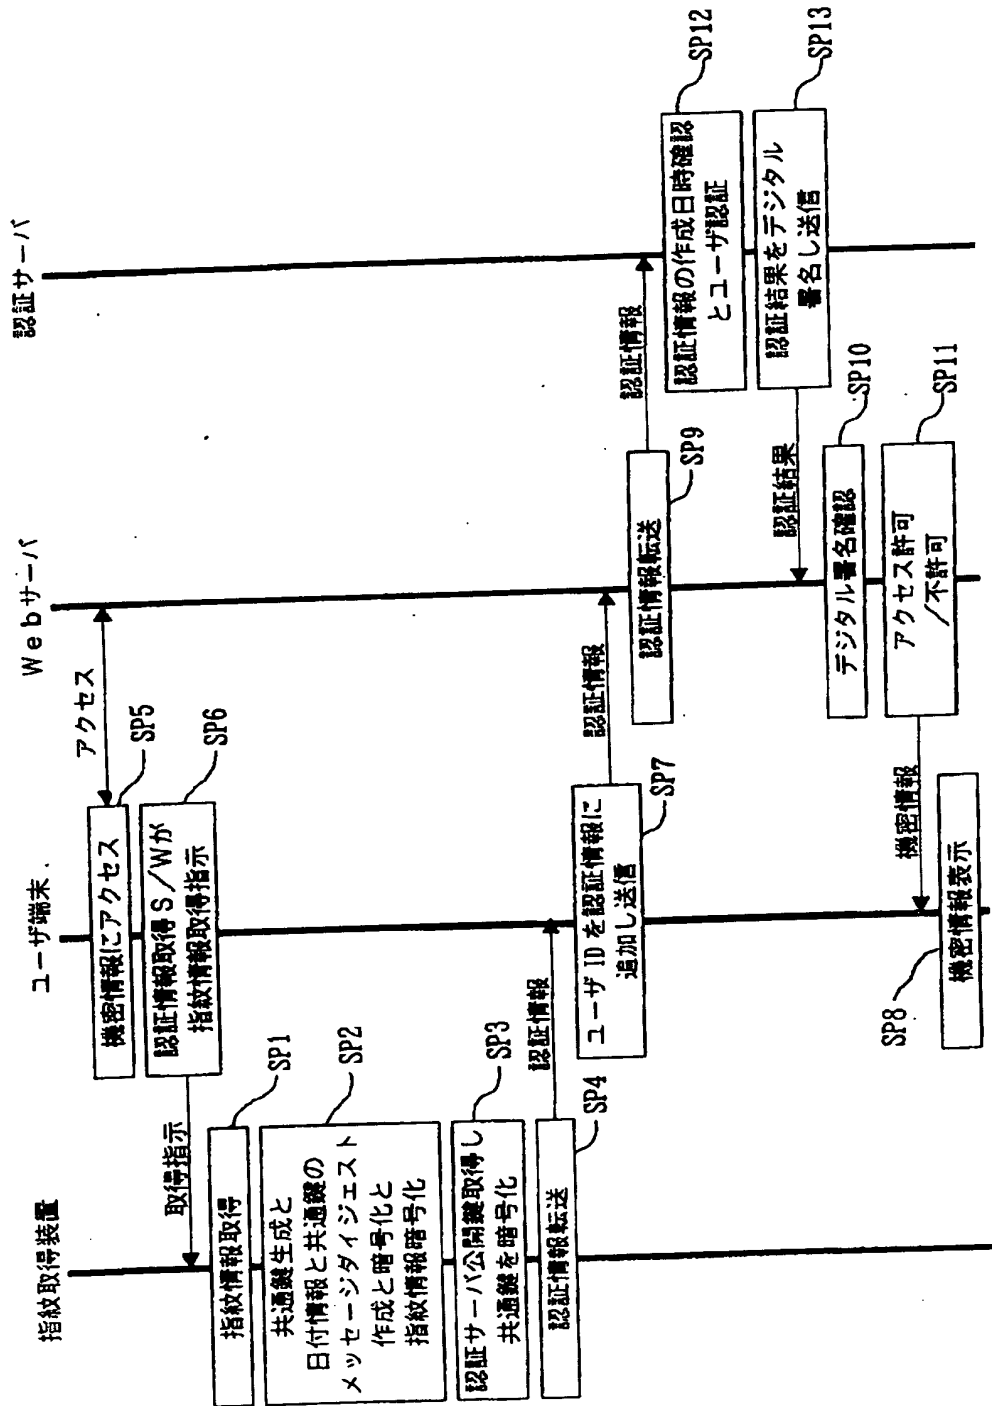 指紋取得装置
ユーザ端末
Webサーバ
認証サーバ
機密情報にアクセス
SP5
アクセス
認証情報取得S/Wが
指紋情報取得指示
SP6
取得指示
指紋情報取得
SP1
共通鍵生成と
日付情報と共通鍵の
メッセージダイジェスト
作成と暗号化と
指紋情報暗号化
SP2
認証サーバ公開鍵取得し
共通鍵を暗号化
SP3
認証情報転送
SP4
認証情報
ユーザIDを認証情報に
追加し送信
SP7
認証情報
認証情報転送
SP9
認証情報
認証情報の作成日時確認
とユーザ認証
SP12
認証結果をデジタル
署名し送信
SP13
認証結果
デジタル署名確認
SP10
アクセス許可
/不許可
SP11
機密情報
機密情報表示
SP8